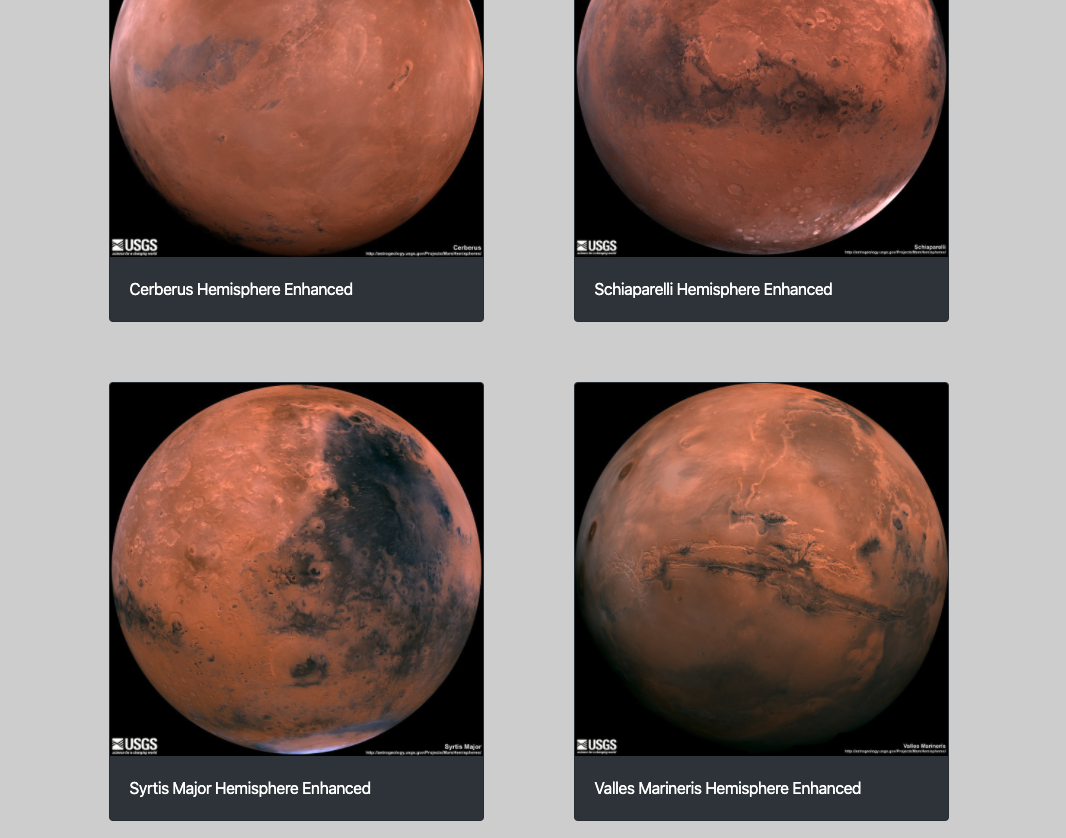 USGS
science for a changing world
Cerberus
http://astrogeology.usgs.gov/Projects/MarsHemispheres/
USGS
science for a changing world
Schiaparelli
http://astrogeology.usgs.gov/Projects/MarsHemispheres/
Cerberus Hemisphere Enhanced
Schiaparelli Hemisphere Enhanced
USGS
science for a changing world
Syrtis Major
http://astrogeology.usgs.gov/Projects/MarsHemispheres/
USGS
science for a changing world
Valles Marineris
http://astrogeology.usgs.gov/Projects/MarsHemispheres/
Syrtis Major Hemisphere Enhanced
Valles Marineris Hemisphere Enhanced